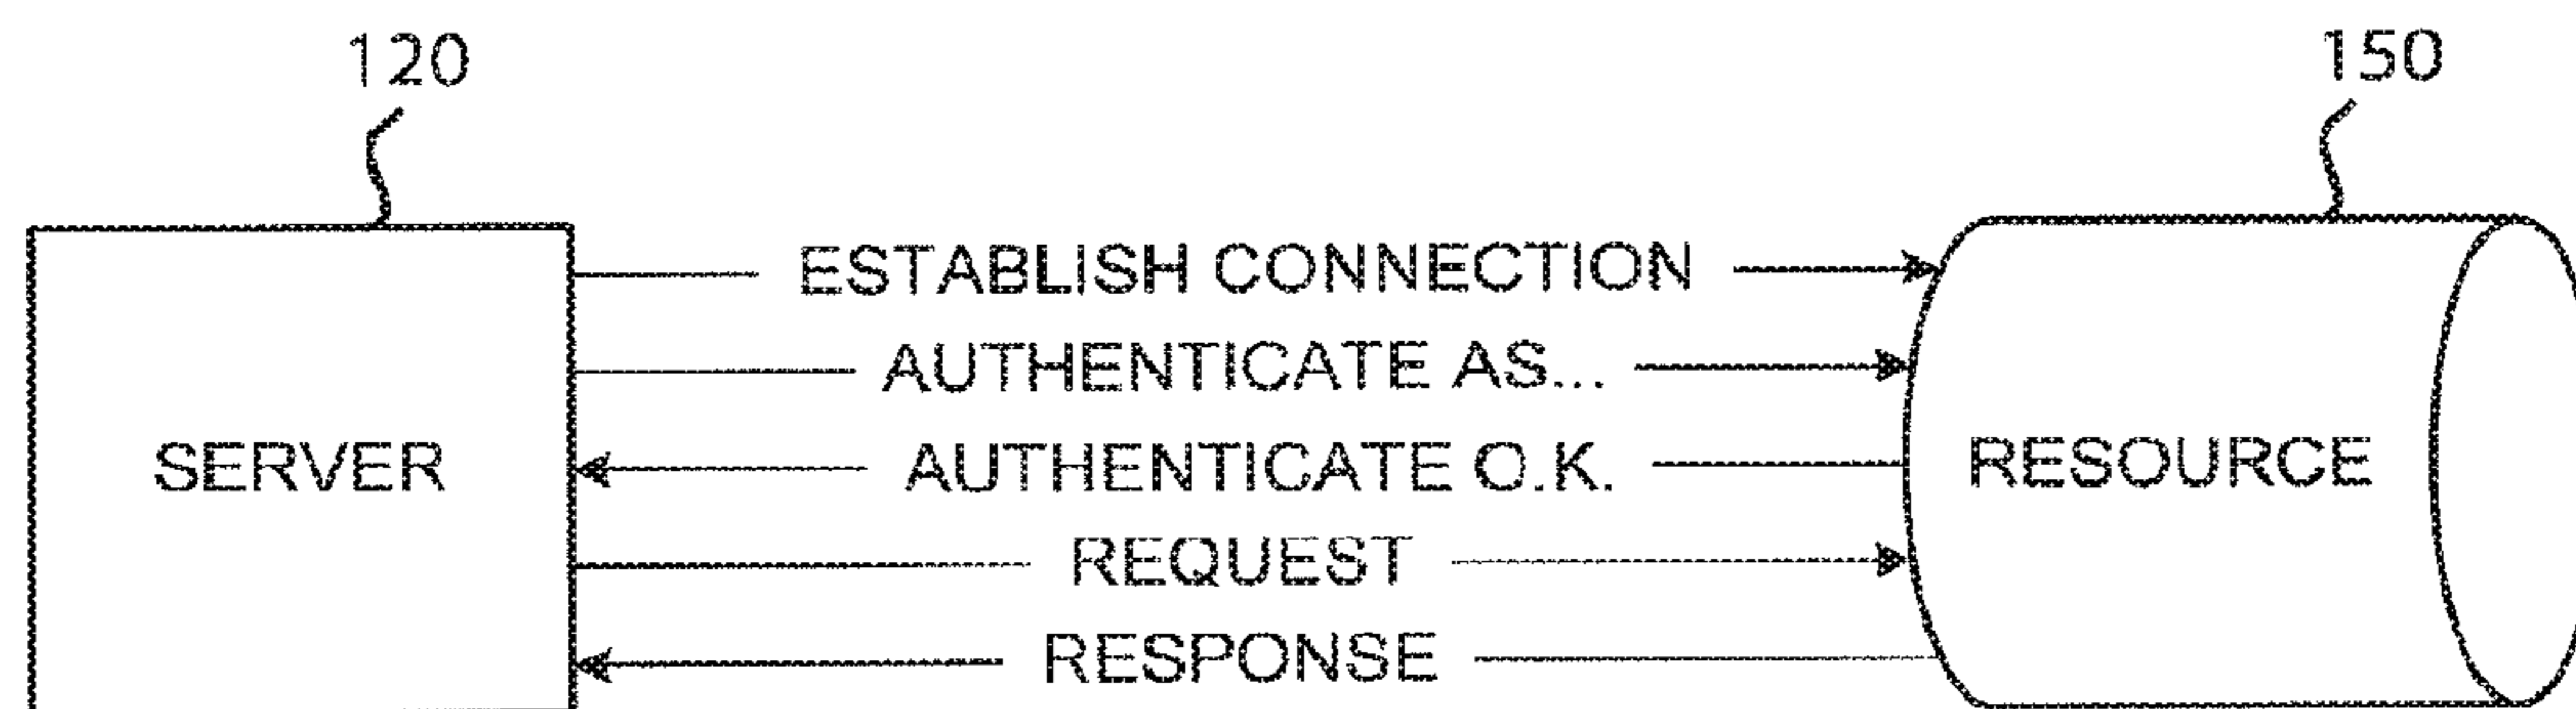 120
150
ESTABLISH CONNECTION
AUTHENTICATE AS...
SERVER
AUTHENTICATE O.K.
RESOURCE
REQUEST
RESPONSE